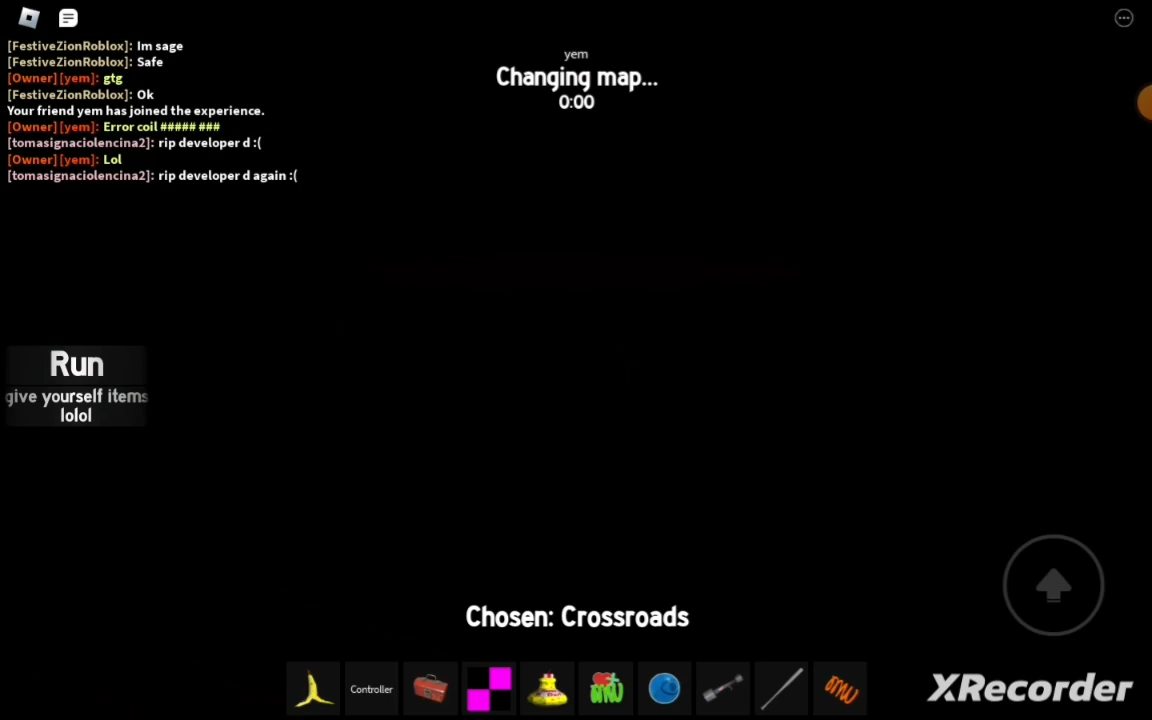 [FestiveZionRoblox]: Im sage
[FestiveZionRoblox]: Safe
[Owner][yem]: gtg
[FestiveZionRoblox]: Ok
Your friend yem has joined the experience.
[Owner][yem]: Error coil ##### ###
[tomasignaciolencina2]: rip developer d :(
[Owner][yem]: Lol
[tomasignaciolencina2]: rip developer d again :(
yem
Changing map...
0:00
Run
give yourself items
lolol
Chosen: Crossroads
Controller
XRecorder